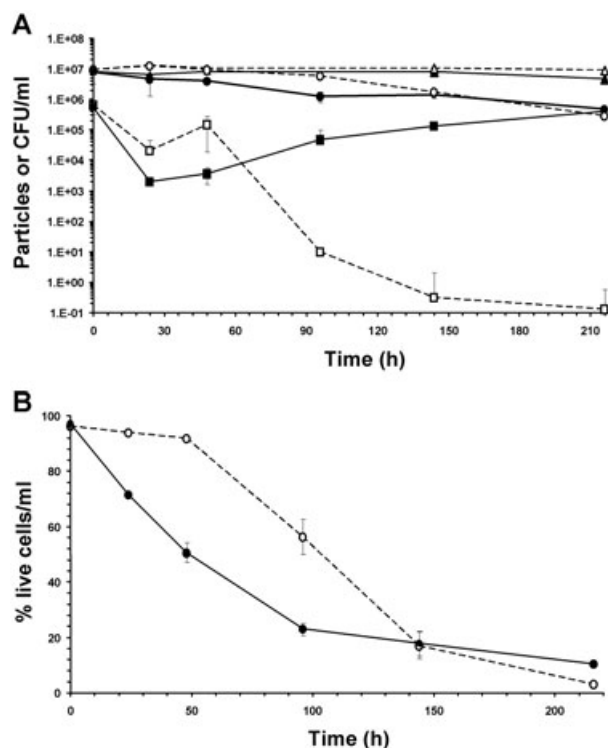 A
Particles or CFU/ml
1.E+08
1.E+07
1.E+06
1.E+05
1.E+04
1.E+03
1.E+02
1.E+01
1.E+00
1.E-01
0 30 60 90 120 150 180 210
Time (h)
B
% live cells/ml
100
80
60
40
20
0
0 50 100 150 200
Time (h)